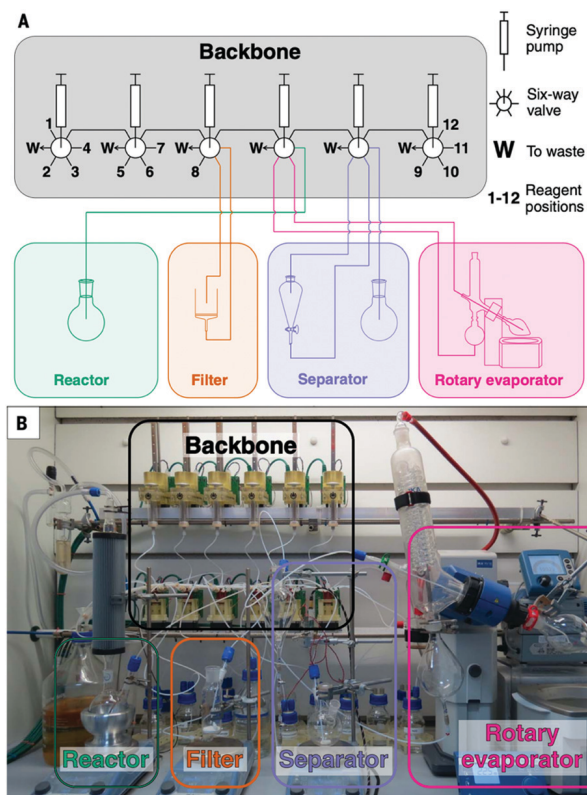 A
Backbone
Syringe
pump
Six-way
valve
W To waste
1-12 Reagent
positions
1
W
4
2
3
W
7
5
6
W
8
W
W
12
W
11
9
10
Reactor
Filter
Separator
Rotary evaporator
B
Backbone
Reactor
Filter
Separator
Rotary
evaporator